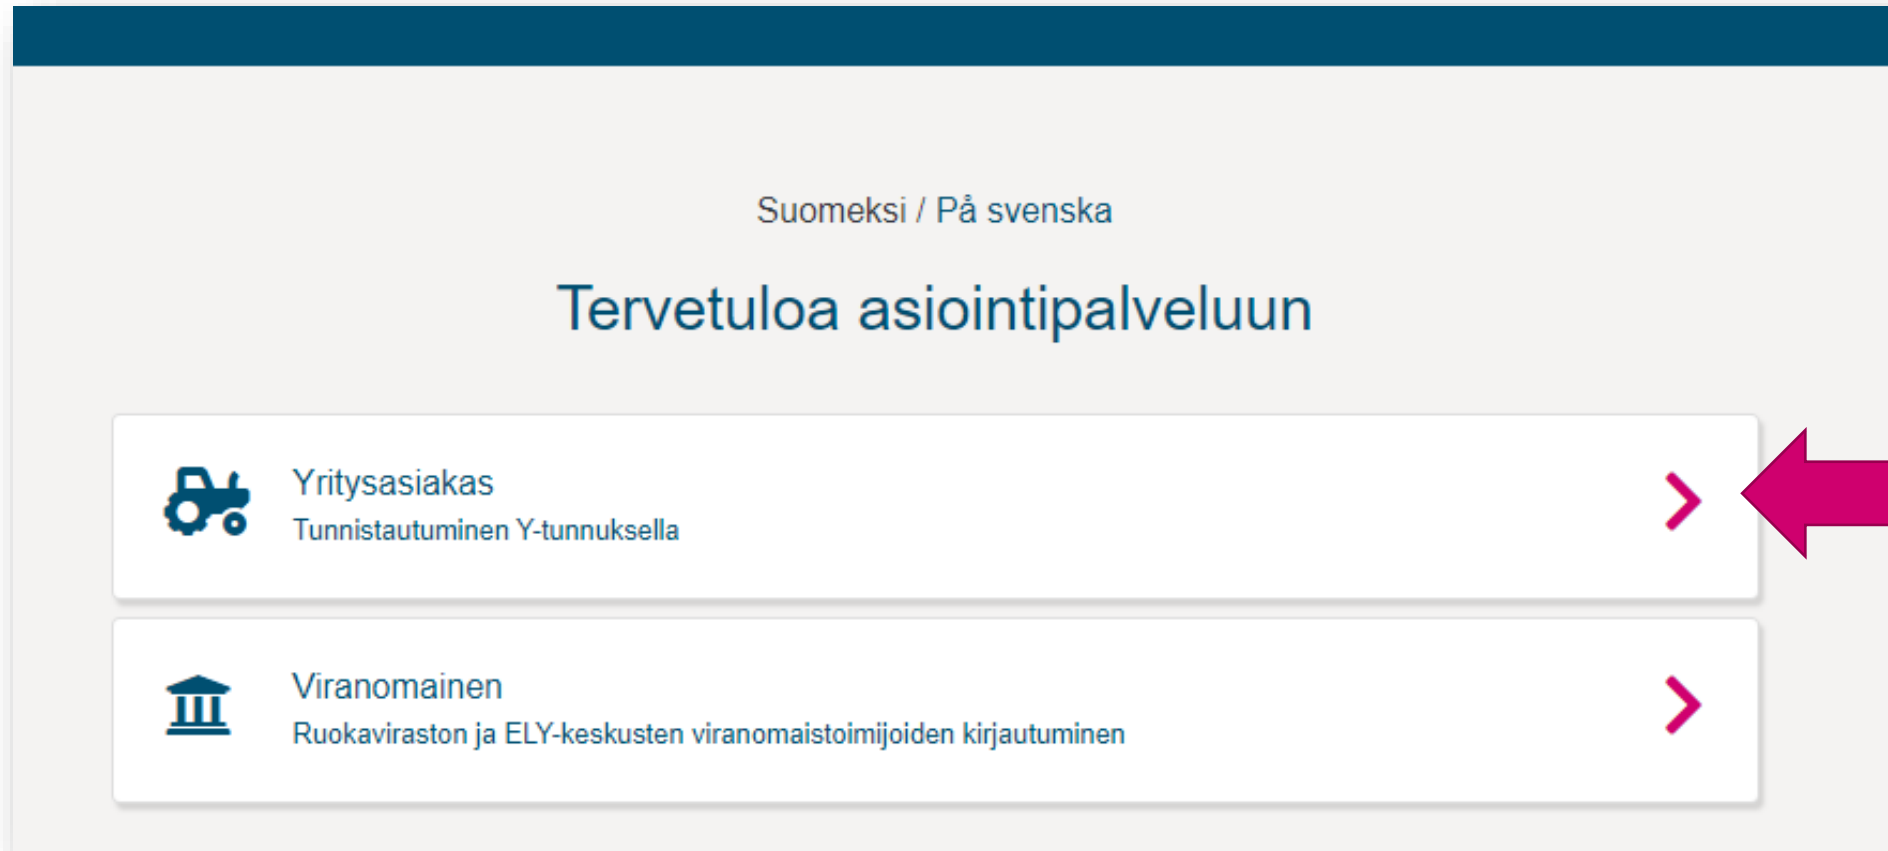 Suomeksi / På svenska
Tervetuloa asiointipalveluun
Yritysasiakas
Tunnistautuminen Y-tunnuksella
Viranomainen
Ruokaviraston ja ELY-keskusten viranomaistoimijoiden kirjautuminen